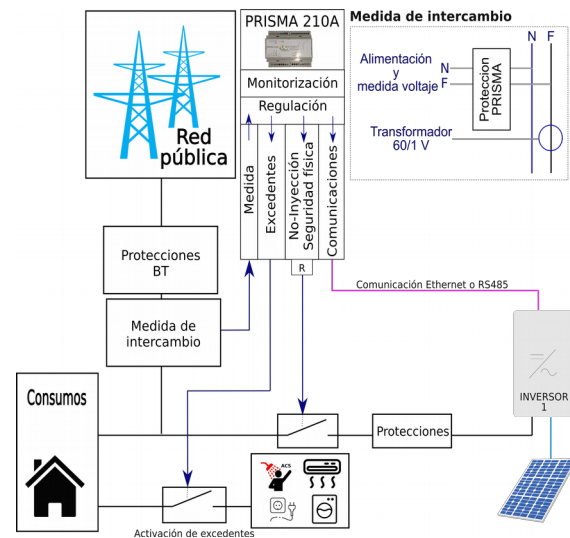 PRISMA 210A
Monitorización
Regulación
Medida
Excedentes
No-Inyección
Seguridad física
Comunicaciones
R
Red
pública
Medida de intercambio
N F
Alimentación
y
medida voltaje
N
F
Proteccion
PRISMA
Transformador
60/1 V
Protecciones
BT
Medida de
intercambio
Comunicación Ethernet o RS485
INVERSOR
1
Consumos
Protecciones
ACS
Activación de excedentes